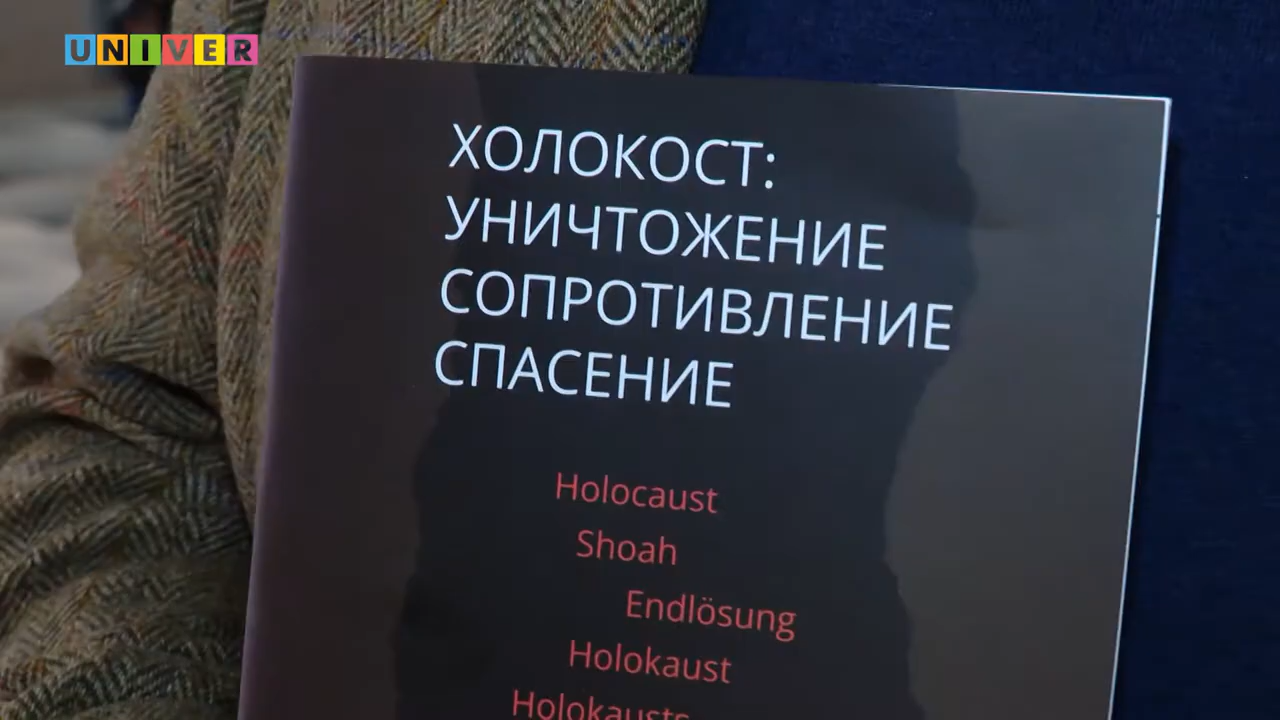 UNIVER
ХОЛОКОСТ:
УНИЧТОЖЕНИЕ
СОПРОТИВЛЕНИЕ
СПАСЕНИЕ
Holocaust
Shoah
Endlösung
Holokaust